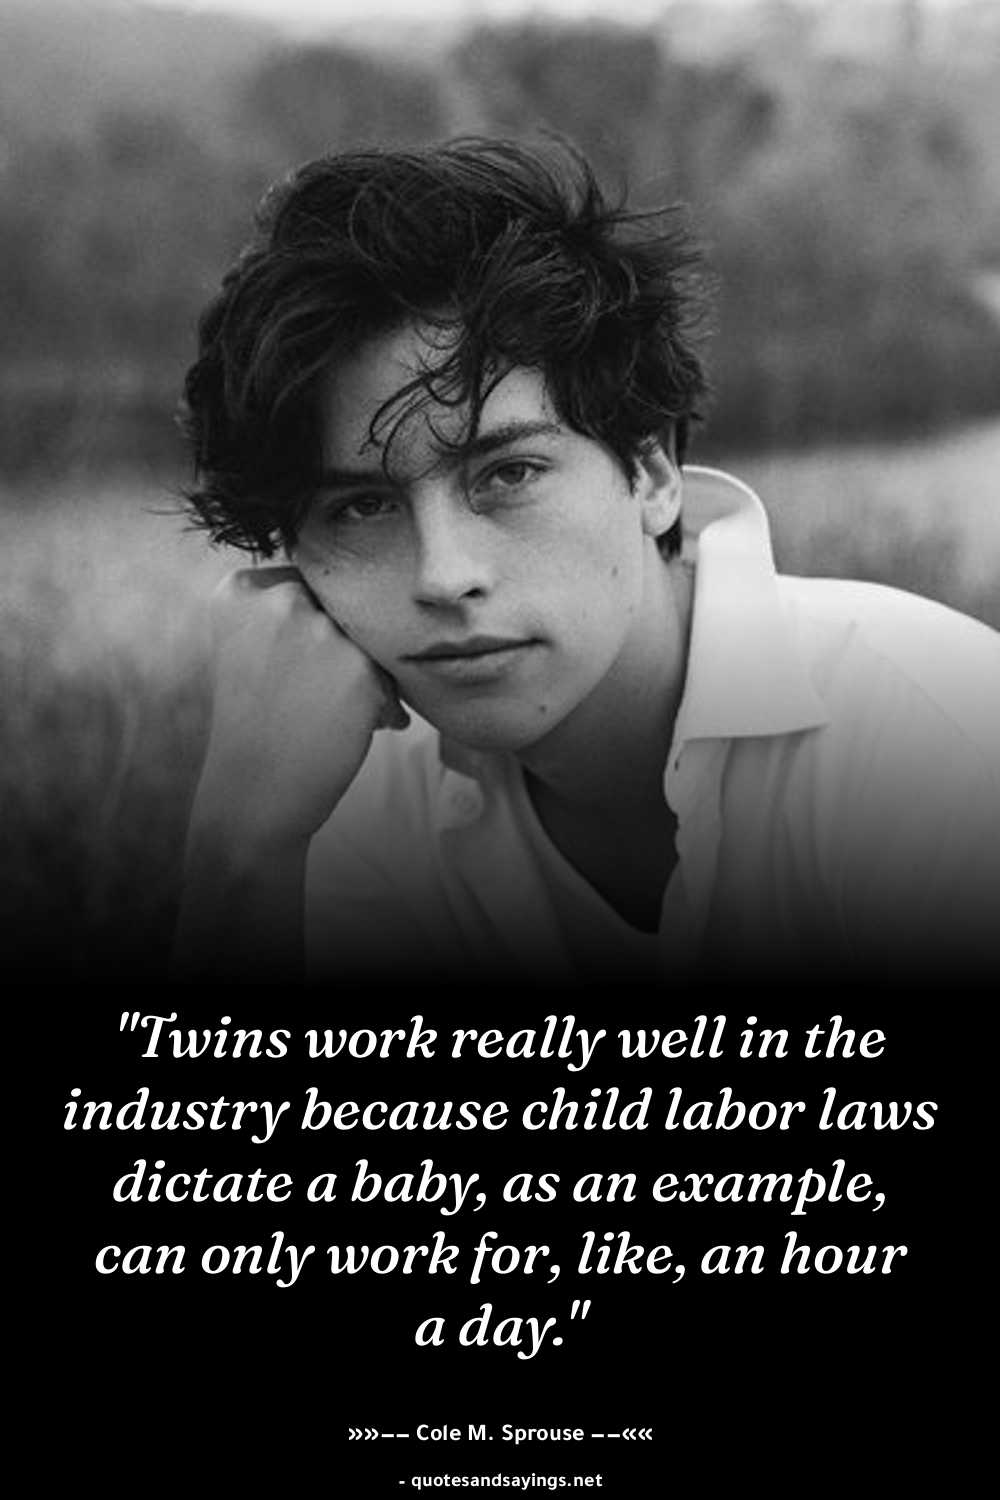 "Twins work really well in the
industry because child labor laws
dictate a baby, as an example,
can only work for, like, an hour
a day."
»»–– Cole M. Sprouse ––««
- quotesandsayings.net